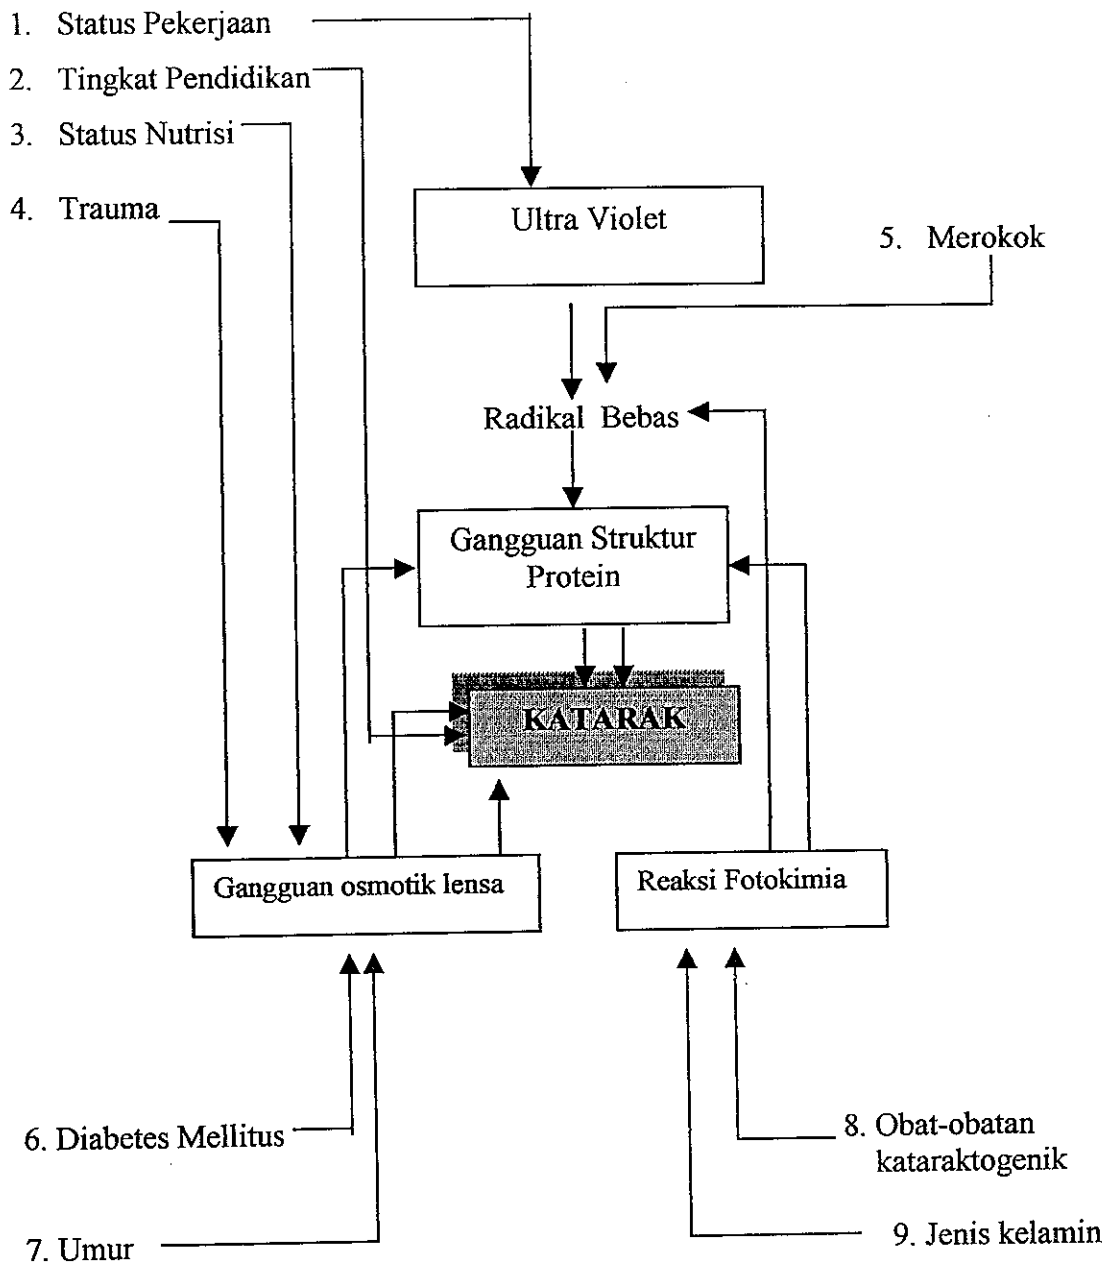 1. Status Pekerjaan
2. Tingkat Pendidikan
3. Status Nutrisi
4. Trauma
Ultra Violet
5. Merokok
Radikal Bebas
Gangguan Struktur
Protein
KATARAK
Gangguan osmotik lensa
Reaksi Fotokimia
6. Diabetes Mellitus
8. Obat-obatan
kataraktogenik
7. Umur
9. Jenis kelamin